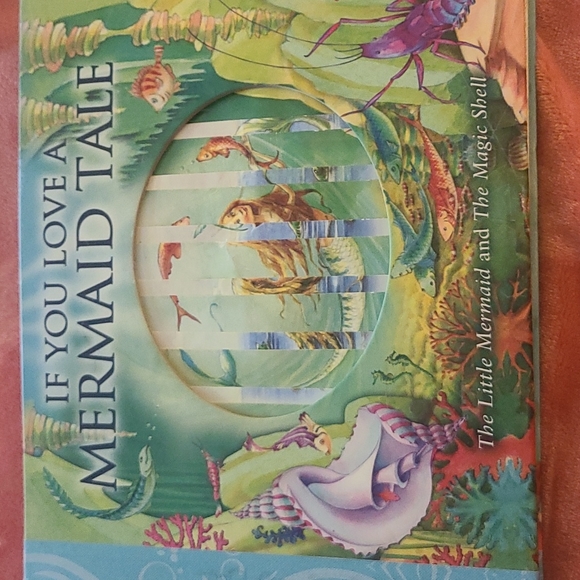 IF YOU LOVE A
MERMAID TALE
The Little Mermaid and The Magic Shell